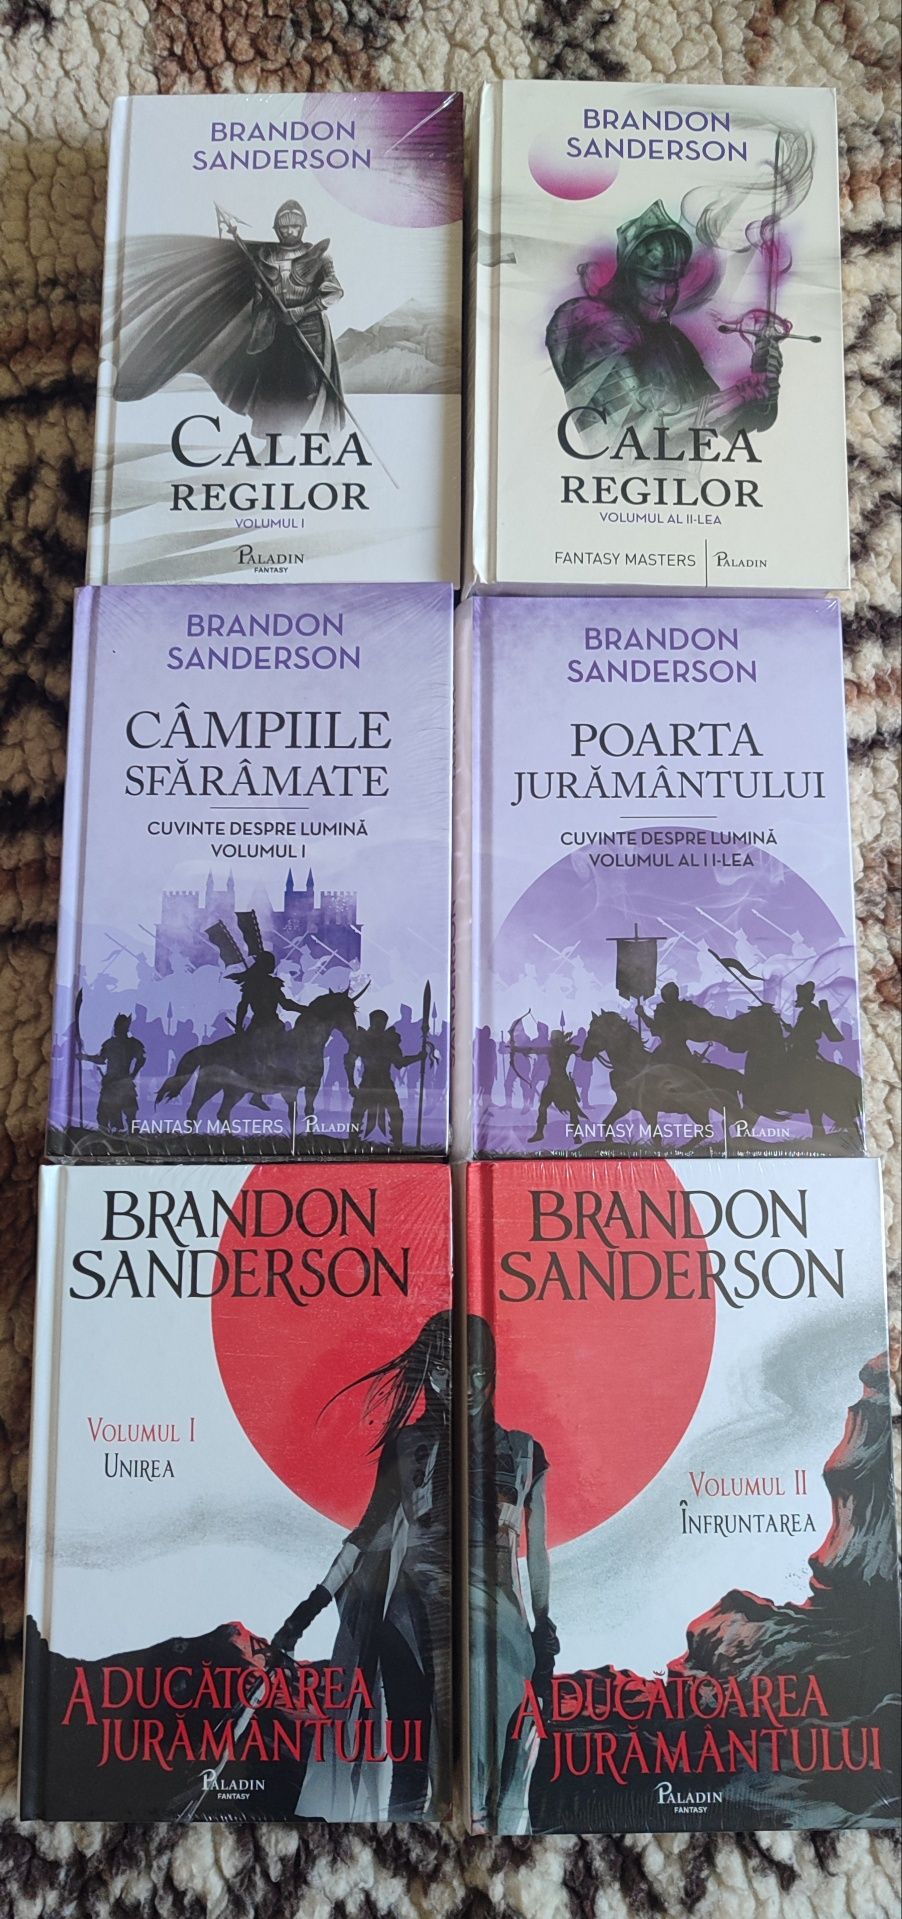 BRANDON
SANDERSON
CALEA
REGILOR
VOLUMUL I
PALADIN
FANTASY
BRANDON
SANDERSON
CALEA
REGILOR
VOLUMUL AL II-LEA
FANTASY MASTERS | PALADIN
BRANDON
SANDERSON
CÂMPIILE
SFĂRÂMATE
CUVINTE DESPRE LUMINĂ
VOLUMUL I
FANTASY MASTERS | PALADIN
BRANDON
SANDERSON
POARTA
JURĂMÂNTULUI
CUVINTE DESPRE LUMINĂ
VOLUMUL AL II-LEA
FANTASY MASTERS | PALADIN
BRANDON
SANDERSON
VOLUMUL I
UNIREA
ADUCĂTOAREA
JURĂMÂNTULUI
PALADIN
FANTASY
BRANDON
SANDERSON
VOLUMUL II
ÎNFRUNTAREA
ADUCĂTOAREA
JURĂMÂNTULUI
PALADIN
FANTASY